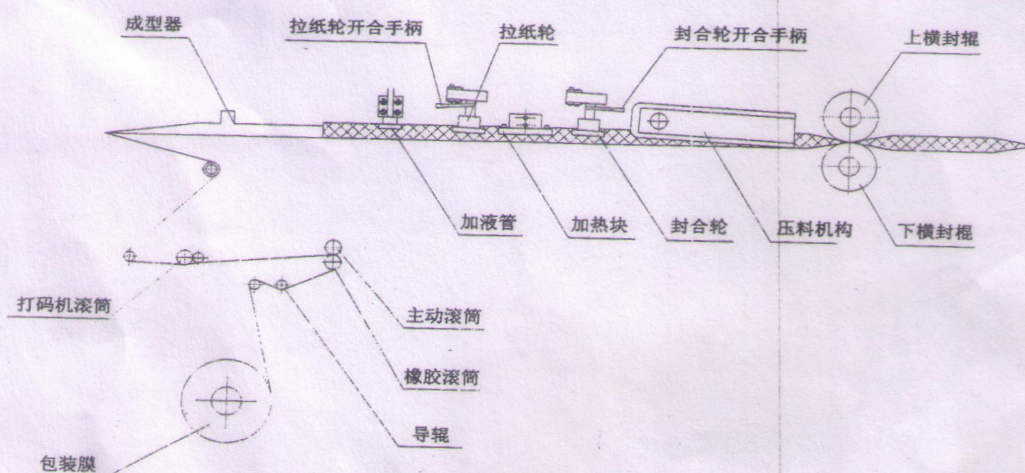 成型器
拉纸轮开合手柄
拉纸轮
封合轮开合手柄
上横封辊
加液管
加热块
封合轮
压料机构
下横封棍
打码机滚筒
主动滚筒
橡胶滚筒
导辊
包装膜